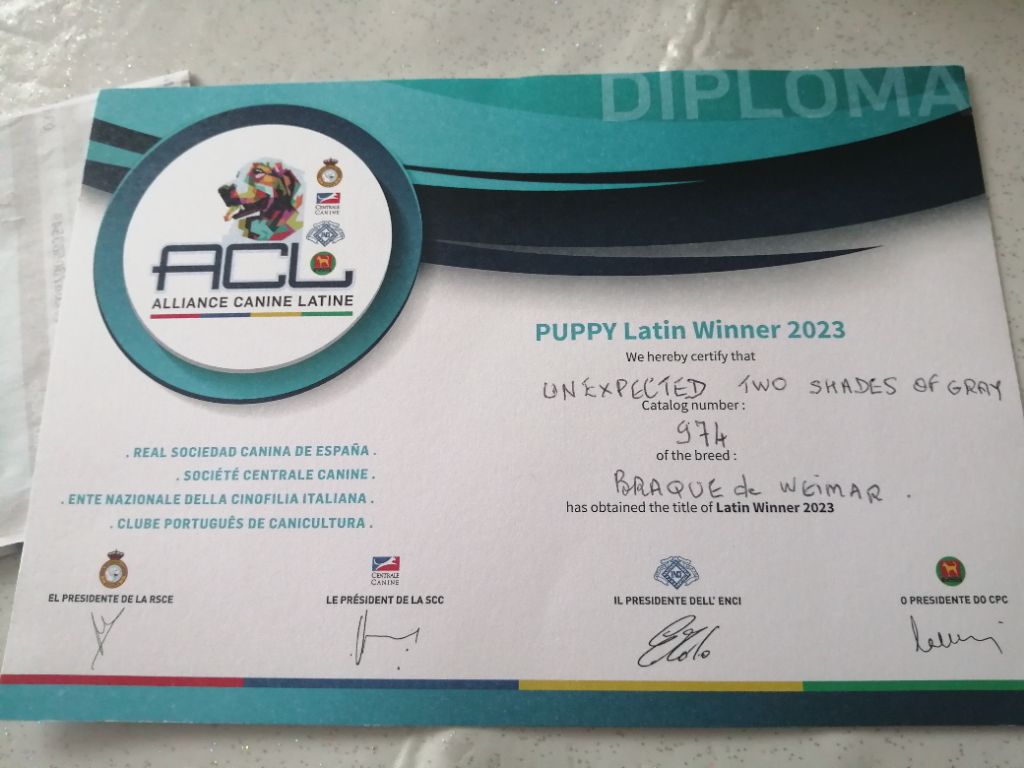 DIPLOMA
CENTRALE
CANINE
ACL
ALLIANCE CANINE LATINE
PUPPY Latin Winner 2023
We hereby certify that
UNEXPECTED TWO SHADES OF GRAY
Catalog number :
974
of the breed :
BRAQUE de WEIMAR .
has obtained the title of Latin Winner 2023
. REAL SOCIEDAD CANINA DE ESPAÑA .
. SOCIÉTÉ CENTRALE CANINE .
. ENTE NAZIONALE DELLA CINOFILIA ITALIANA .
. CLUBE PORTUGUÊS DE CANICULTURA .
CENTRALE
CANINE
EL PRESIDENTE DE LA RSCE
LE PRÉSIDENT DE LA SCC
IL PRESIDENTE DELL' ENCI
O PRESIDENTE DO CPC